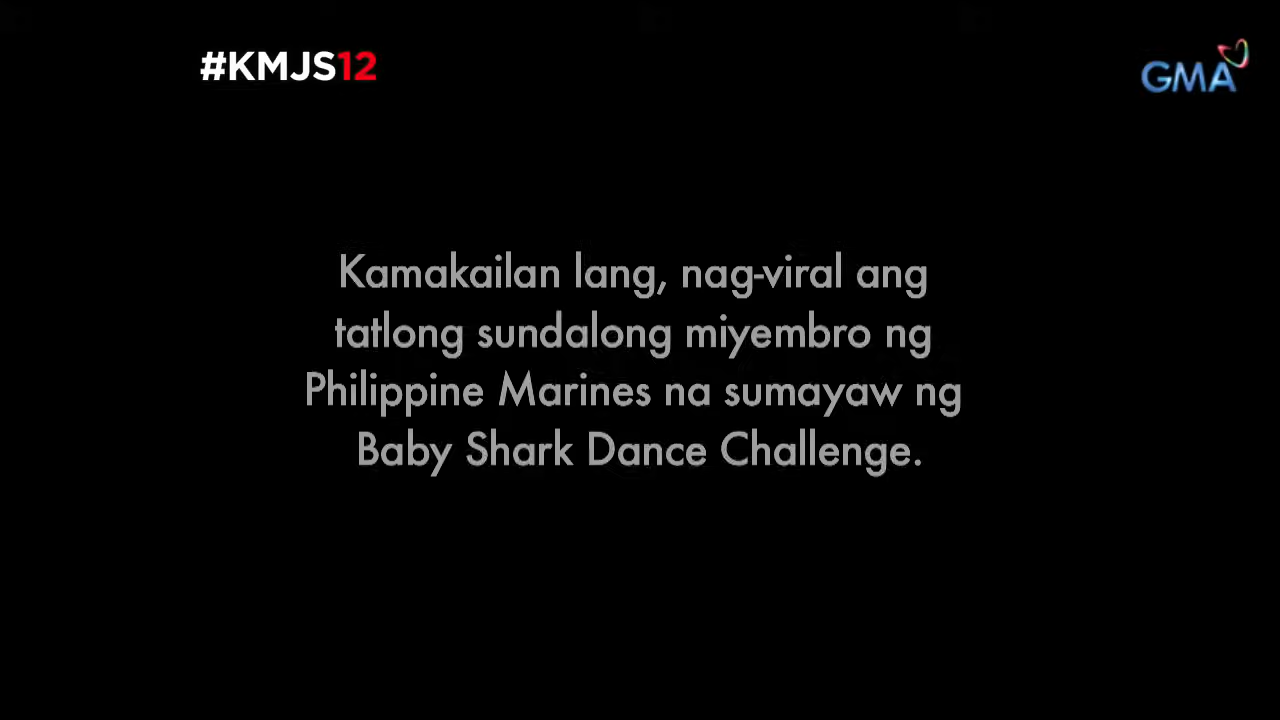 #KMJS12
GMA
Kamakailan lang, nag-viral ang
tatlong sundalong miyembro ng
Philippine Marines na sumayaw ng
Baby Shark Dance Challenge.